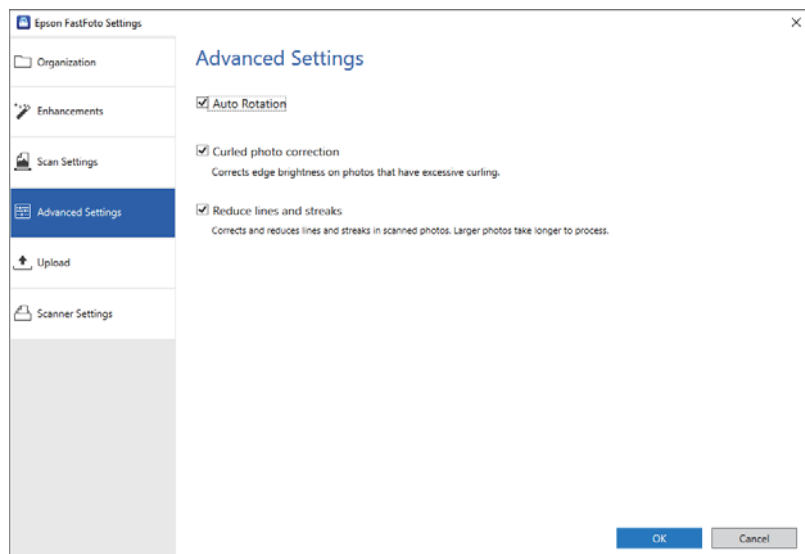 Epson FastFoto Settings
Organization
Enhancements
Scan Settings
Advanced Settings
Upload
Scanner Settings
Advanced Settings
Auto Rotation
Curled photo correction
Corrects edge brightness on photos that have excessive curling.
Reduce lines and streaks
Corrects and reduces lines and streaks in scanned photos. Larger photos take longer to process.
OK
Cancel